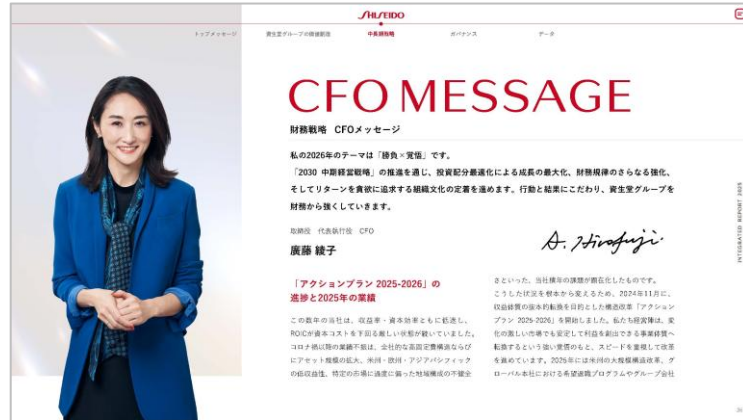 SHISEIDO
トップメッセージ
資生堂グループの価値創造
中長期戦略
ガバナンス
データ
CFO MESSAGE
財務戦略 CFOメッセージ
私の2026年のテーマは「勝負×覚悟」です。
「2030 中期経営戦略」の推進を通じ、投資配分最適化による成長の最大化、財務規律のさらなる強化、
そしてリターンを貪欲に追求する組織文化の定着を進めます。行動と結果にこだわり、資生堂グループを
財務から強くしていきます。
取締役 代表執行役 CFO
廣藤 綾子
A. Hirofuji
「アクションプラン 2025-2026」の
進捗と2025年の業績
この数年の当社は、収益率・資本効率ともに低迷し、
ROICが資本コストを下回る厳しい状態が続いていました。
コロナ禍以降の業績不振は、全社的な高固定費構造ならび
にアセット規模の拡大、米州・欧州・アジアパシフィック
の低収益性、特定の市場に過度に偏った地域構成の不健全
さといった、当社積年の課題が顕在化したものです。
こうした状況を根本から変えるため、2024年11月に、
収益体質の抜本的転換を目的とした構造改革「アクション
プラン 2025-2026」を開始しました。私たち経営陣は、変
化の激しい市場でも安定して利益を創出できる事業体質へ
転換するという強い覚悟のもと、スピードを重視して改革
を進めています。2025年には米州の大規模構造改革、グ
ローバル本社における希望退職プログラムやグループ会社
INTEGRATED REPORT 2025